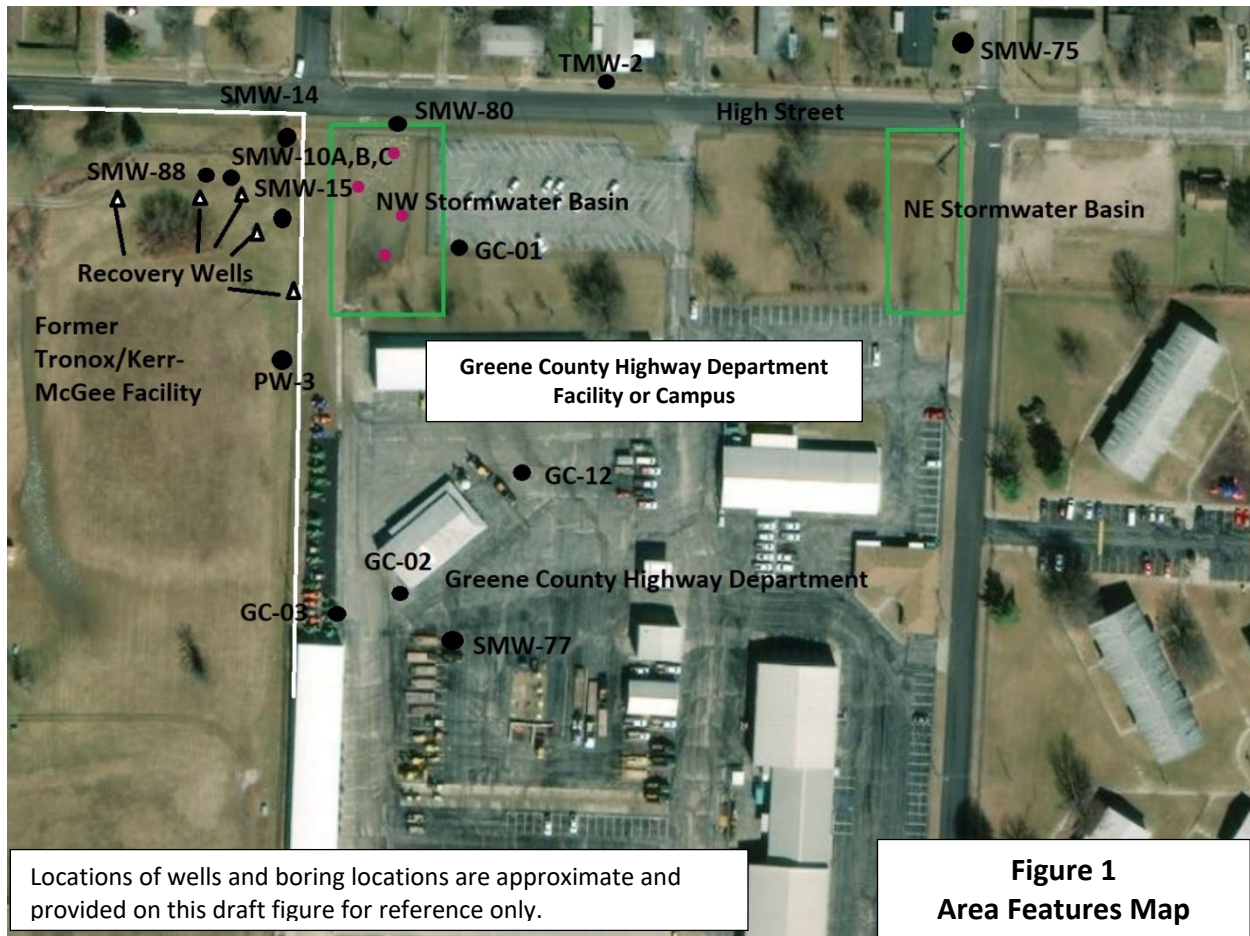 SMW-75
TMW-2
SMW-14
SMW-80
High Street
SMW-10A,B,C
SMW-88
SMW-15
NW Stormwater Basin
NE Stormwater Basin
GC-01
Recovery Wells
Former
Tronox/Kerr-
McGee Facility
PW-3
Greene County Highway Department
Facility or Campus
GC-12
GC-02
Greene County Highway Department
GC-03
SMW-77
Locations of wells and boring locations are approximate and
provided on this draft figure for reference only.
Figure 1
Area Features Map